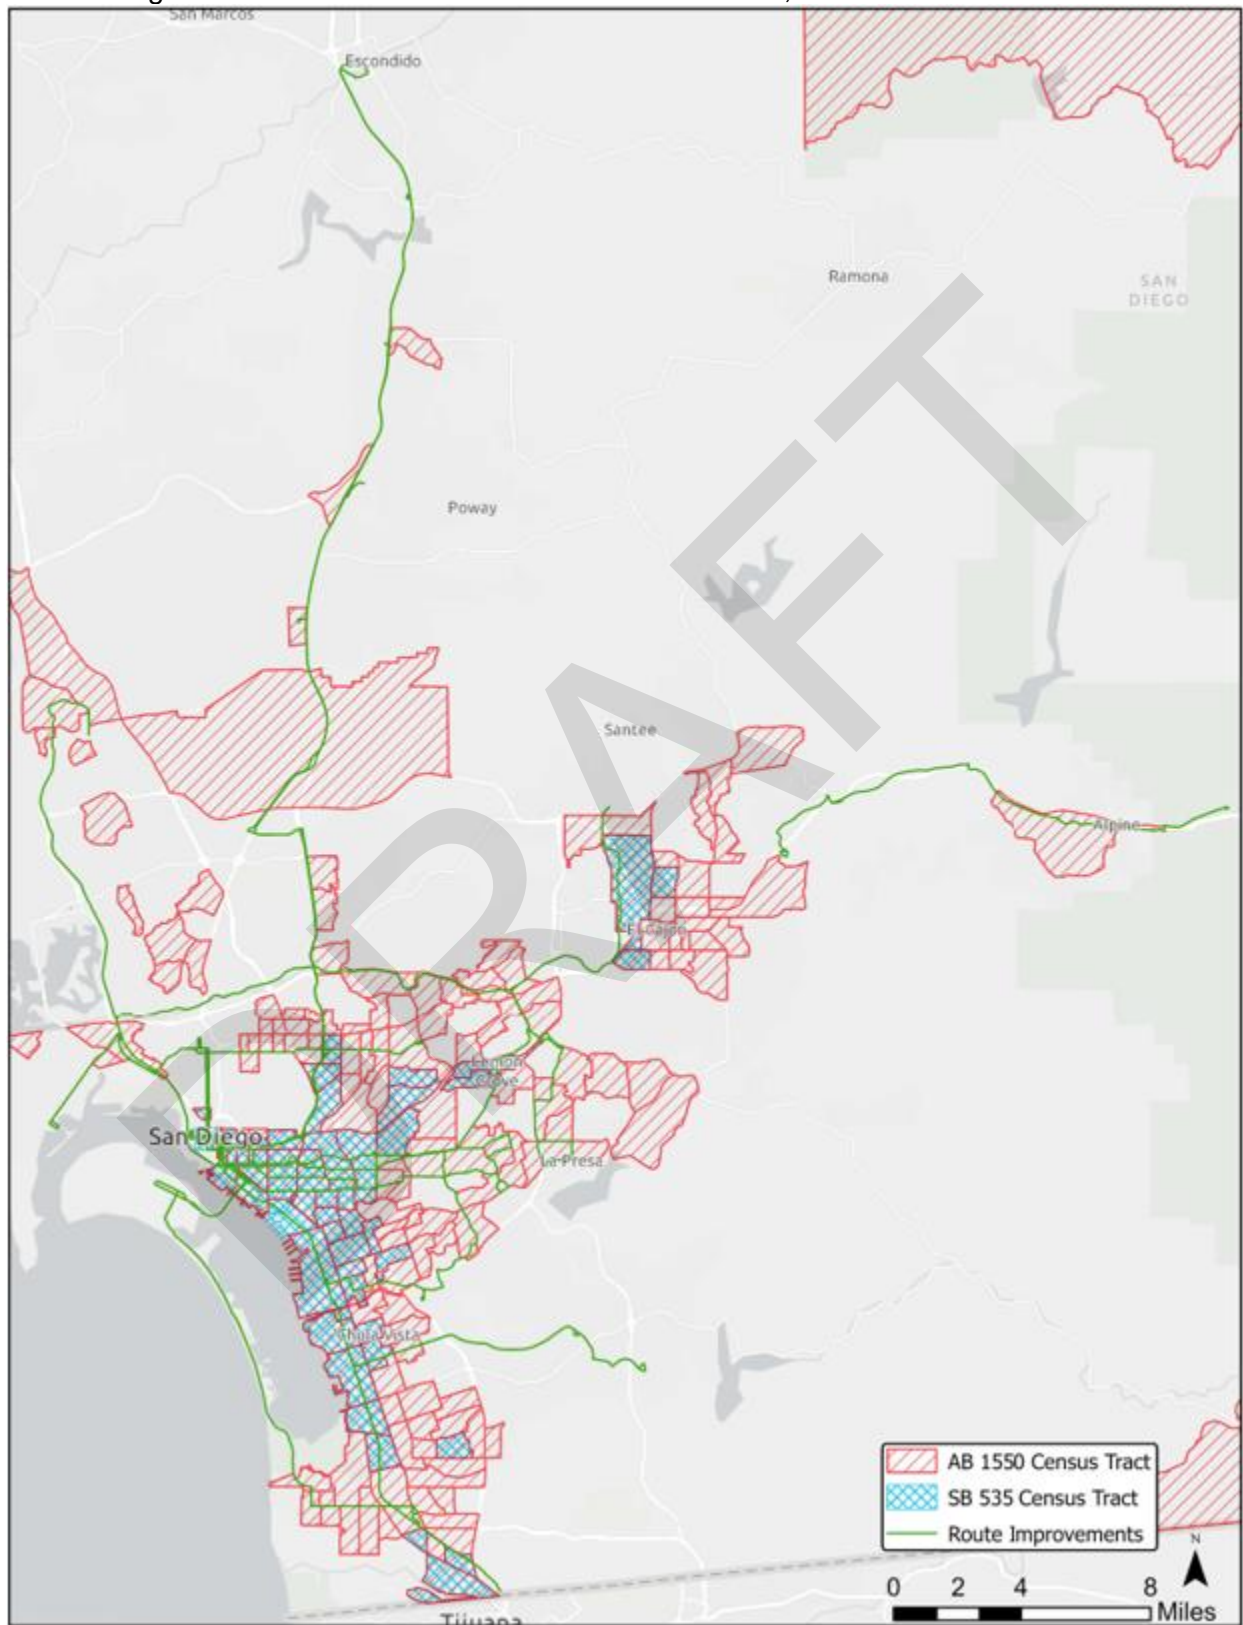 San Marcos
Escondido
Ramona
SAN
DIEGO
Poway
Santee
Alpine
El Cajon
Lemon
Grove
San Diego
La Presa
Chula Vista
DRAFT
AB 1550 Census Tract
SB 535 Census Tract
Route Improvements
N
0 2 4 8
Miles
Tijuana